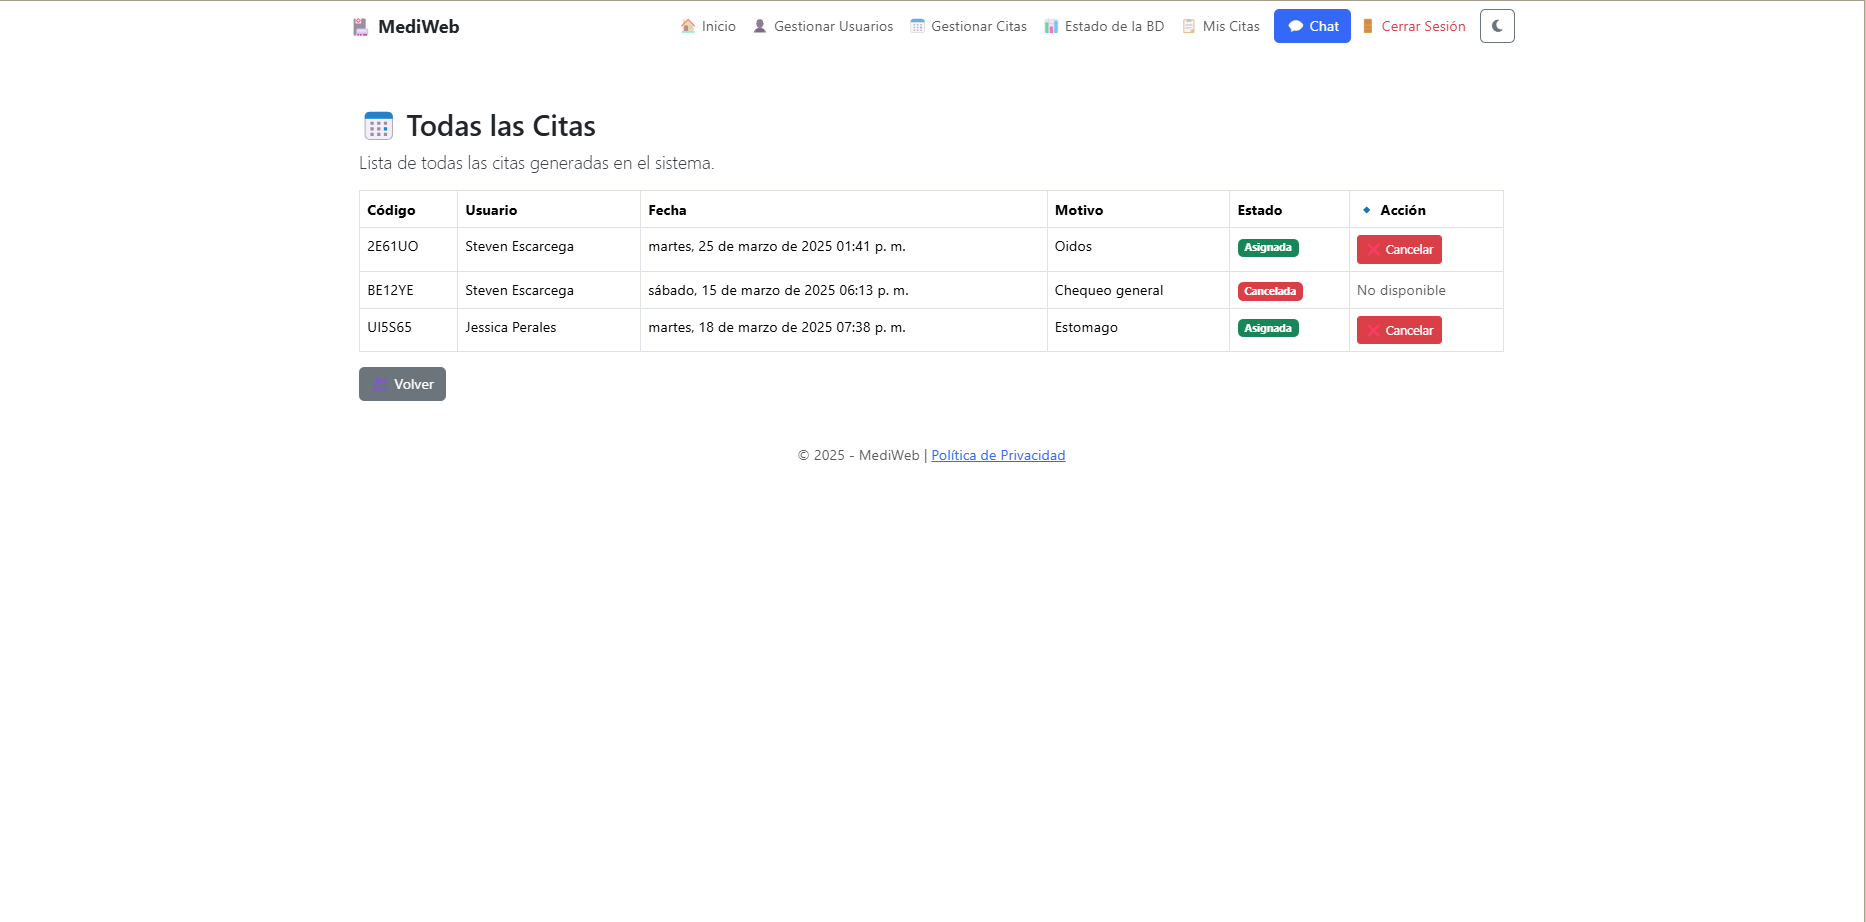 MediWeb Inicio Gestionar Usuarios Gestionar Citas Estado de la BD Mis Citas Chat Cerrar Sesión
Todas las Citas
Lista de todas las citas generadas en el sistema.
Código Usuario Fecha Motivo Estado Acción
2E61UO Steven Escarcega martes, 25 de marzo de 2025 01:41 p. m. Oidos Asignada Cancelar
BE12YE Steven Escarcega sábado, 15 de marzo de 2025 06:13 p. m. Chequeo general Cancelada No disponible
UI5S65 Jessica Perales martes, 18 de marzo de 2025 07:38 p. m. Estomago Asignada Cancelar
Volver
© 2025 - MediWeb | Política de Privacidad